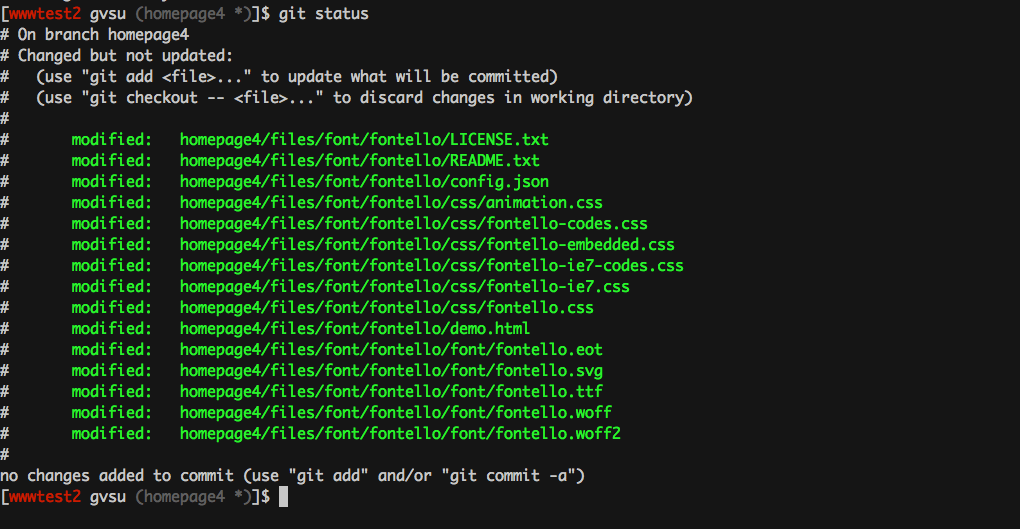 [wwwtest2 gvsu (homepage4 *)]$ git status
# On branch homepage4
# Changed but not updated:
#   (use "git add <file>..." to update what will be committed)
#   (use "git checkout -- <file>..." to discard changes in working directory)
#
#       modified:   homepage4/files/font/fontello/LICENSE.txt
#       modified:   homepage4/files/font/fontello/README.txt
#       modified:   homepage4/files/font/fontello/config.json
#       modified:   homepage4/files/font/fontello/css/animation.css
#       modified:   homepage4/files/font/fontello/css/fontello-codes.css
#       modified:   homepage4/files/font/fontello/css/fontello-embedded.css
#       modified:   homepage4/files/font/fontello/css/fontello-ie7-codes.css
#       modified:   homepage4/files/font/fontello/css/fontello-ie7.css
#       modified:   homepage4/files/font/fontello/css/fontello.css
#       modified:   homepage4/files/font/fontello/demo.html
#       modified:   homepage4/files/font/fontello/font/fontello.eot
#       modified:   homepage4/files/font/fontello/font/fontello.svg
#       modified:   homepage4/files/font/fontello/font/fontello.ttf
#       modified:   homepage4/files/font/fontello/font/fontello.woff
#       modified:   homepage4/files/font/fontello/font/fontello.woff2
#
no changes added to commit (use "git add" and/or "git commit -a")
[wwwtest2 gvsu (homepage4 *)]$